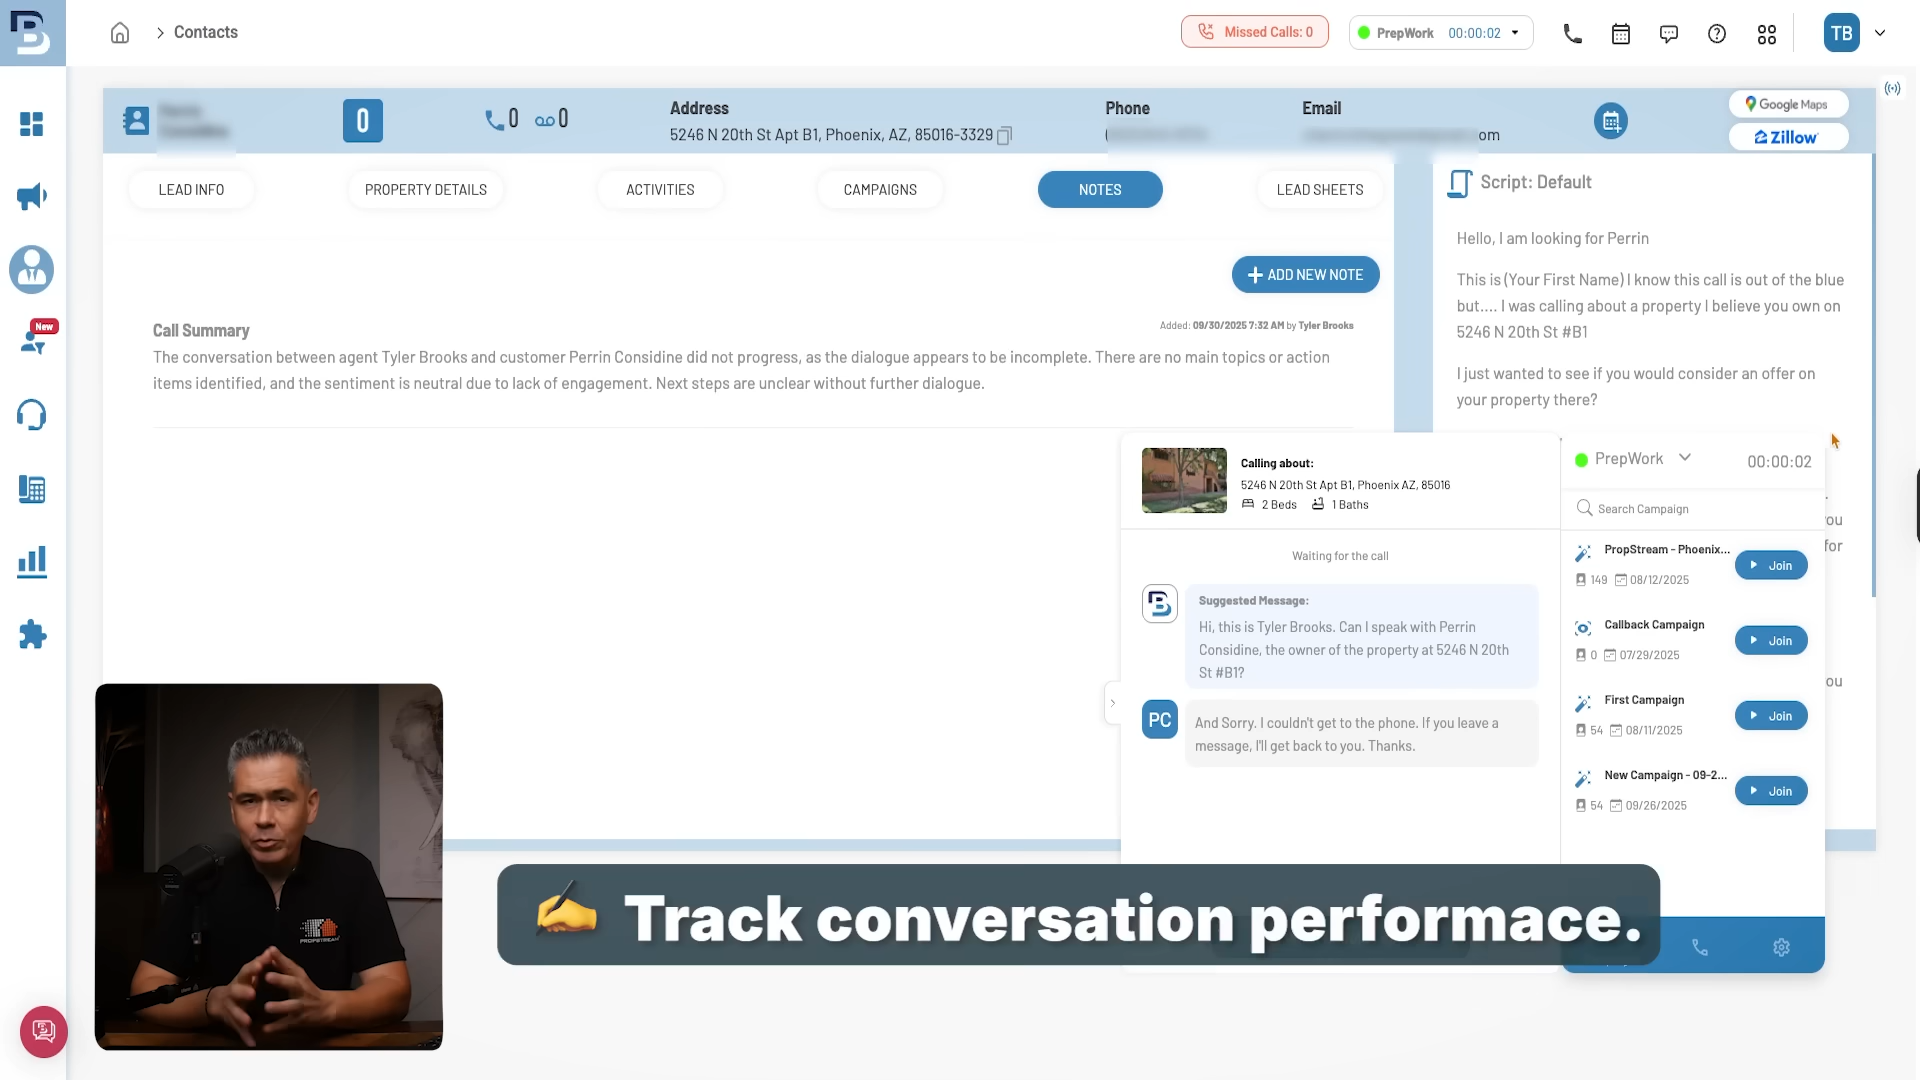 B
Contacts
Missed Calls: 0
PrepWork 00:00:02
TB
0
0
0
Address
5246 N 20th St Apt B1, Phoenix, AZ, 85016-3329
Phone
(
Email
om
Google Maps
Zillow
LEAD INFO
PROPERTY DETAILS
ACTIVITIES
CAMPAIGNS
NOTES
LEAD SHEETS
ADD NEW NOTE
Call Summary
Added: 09/30/2025 7:32 AM by Tyler Brooks
The conversation between agent Tyler Brooks and customer Perrin Considine did not progress, as the dialogue appears to be incomplete. There are no main topics or action
items identified, and the sentiment is neutral due to lack of engagement. Next steps are unclear without further dialogue.
Script: Default
Hello, I am looking for Perrin
This is (Your First Name) I know this call is out of the blue
but.... I was calling about a property I believe you own on
5246 N 20th St #B1
I just wanted to see if you would consider an offer on
your property there?
ou
for
ou
New
Calling about:
5246 N 20th St Apt B1, Phoenix AZ, 85016
2 Beds 1 Baths
Waiting for the call
B
Suggested Message:
Hi, this is Tyler Brooks. Can I speak with Perrin
Considine, the owner of the property at 5246 N 20th
St #B1?
PC
And Sorry. I couldn't get to the phone. If you leave a
message, I'll get back to you. Thanks.
PrepWork
00:00:02
Search Campaign
PropStream - Phoenix...
149 08/12/2025
Join
Callback Campaign
0 07/29/2025
Join
First Campaign
54 08/11/2025
Join
New Campaign - 09-2...
54 09/26/2025
Join
PROPSTREAM
Track conversation performace.